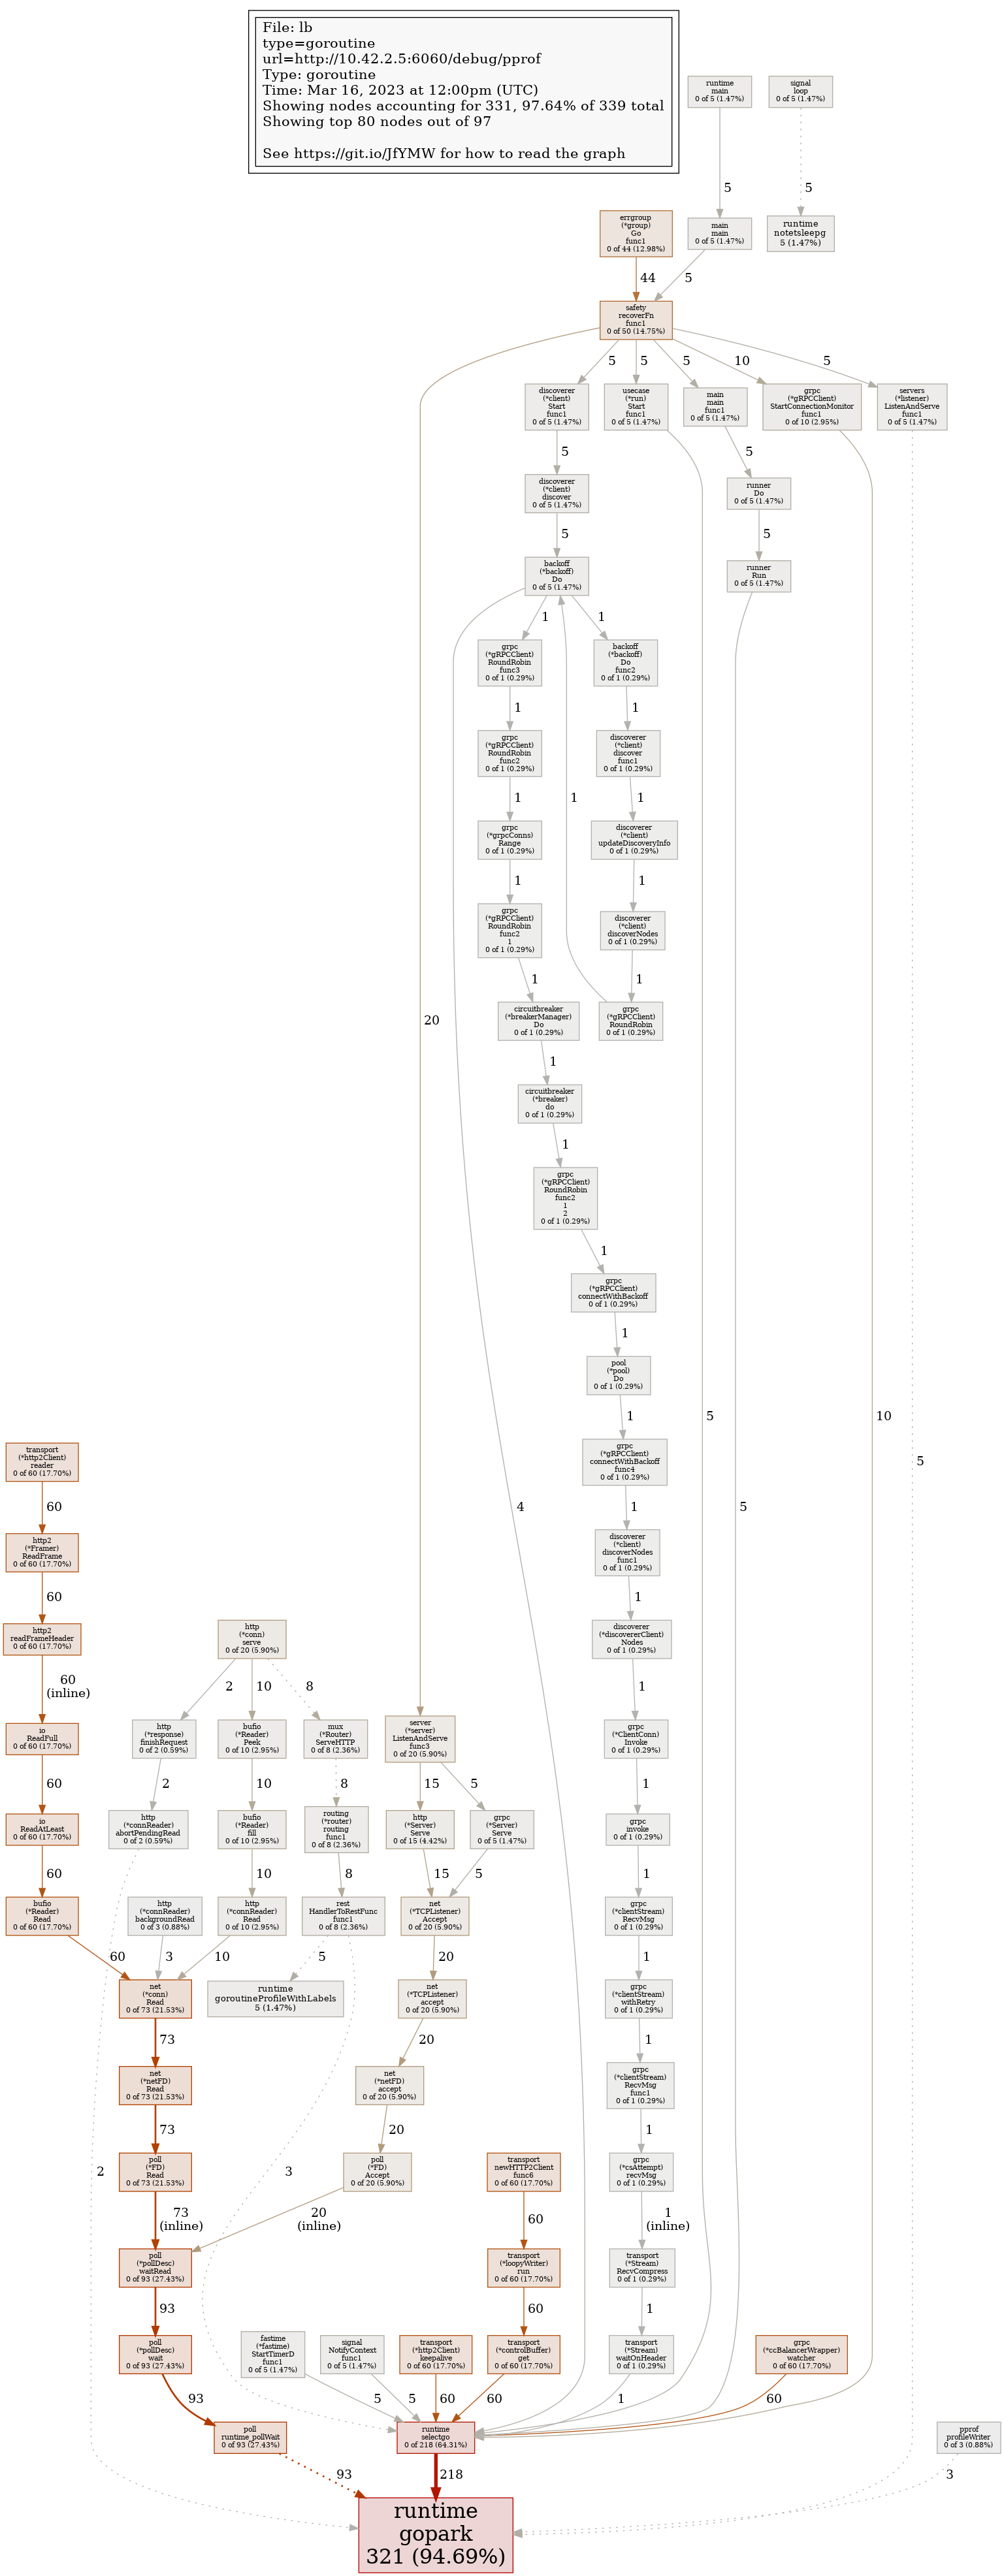 File: lb
type=goroutine
url=http://10.42.2.5:6060/debug/pprof
Type: goroutine
Time: Mar 16, 2023 at 12:00pm (UTC)
Showing nodes accounting for 331, 97.64% of 339 total
Showing top 80 nodes out of 97
See https://git.io/JfYMW for how to read the graph
runtime
main
0 of 5 (1.47%)
signal
loop
0 of 5 (1.47%)
5
5
errgroup
(*group)
Go
func1
0 of 44 (12.98%)
main
main
0 of 5 (1.47%)
runtime
notetsleepg
5 (1.47%)
44
5
safety
recoverFn
func1
0 of 50 (14.75%)
5
5
5
10
5
discoverer
(*client)
Start
func1
0 of 5 (1.47%)
usecase
(*run)
Start
func1
0 of 5 (1.47%)
main
main
func1
0 of 5 (1.47%)
grpc
(*gRPCClient)
StartConnectionMonitor
func1
0 of 10 (2.95%)
servers
(*listener)
ListenAndServe
func1
0 of 5 (1.47%)
5
5
discoverer
(*client)
discover
0 of 5 (1.47%)
runner
Do
0 of 5 (1.47%)
5
5
backoff
(*backoff)
Do
0 of 5 (1.47%)
runner
Run
0 of 5 (1.47%)
1
1
grpc
(*gRPCClient)
RoundRobin
func3
0 of 1 (0.29%)
backoff
(*backoff)
Do
func2
0 of 1 (0.29%)
1
1
grpc
(*gRPCClient)
RoundRobin
func2
0 of 1 (0.29%)
discoverer
(*client)
discover
func1
0 of 1 (0.29%)
1
1
1
grpc
(*grpcConns)
Range
0 of 1 (0.29%)
discoverer
(*client)
updateDiscoveryInfo
0 of 1 (0.29%)
1
1
grpc
(*gRPCClient)
RoundRobin
func2
1
0 of 1 (0.29%)
discoverer
(*client)
discoverNodes
0 of 1 (0.29%)
1
1
circuitbreaker
(*breakerManager)
Do
0 of 1 (0.29%)
grpc
(*gRPCClient)
RoundRobin
0 of 1 (0.29%)
20
1
circuitbreaker
(*breaker)
do
0 of 1 (0.29%)
1
grpc
(*gRPCClient)
RoundRobin
func2
1
2
0 of 1 (0.29%)
1
grpc
(*gRPCClient)
connectWithBackoff
0 of 1 (0.29%)
1
pool
(*pool)
Do
0 of 1 (0.29%)
1
5
10
transport
(*http2Client)
reader
0 of 60 (17.70%)
grpc
(*gRPCClient)
connectWithBackoff
func4
0 of 1 (0.29%)
5
60
4
1
5
http2
(*Framer)
ReadFrame
0 of 60 (17.70%)
discoverer
(*client)
discoverNodes
func1
0 of 1 (0.29%)
60
1
http2
readFrameHeader
0 of 60 (17.70%)
http
(*conn)
serve
0 of 20 (5.90%)
discoverer
(*discovererClient)
Nodes
0 of 1 (0.29%)
60
(inline)
2
10
8
1
io
ReadFull
0 of 60 (17.70%)
http
(*response)
finishRequest
0 of 2 (0.59%)
bufio
(*Reader)
Peek
0 of 10 (2.95%)
mux
(*Router)
ServeHTTP
0 of 8 (2.36%)
server
(*server)
ListenAndServe
func3
0 of 20 (5.90%)
grpc
(*ClientConn)
Invoke
0 of 1 (0.29%)
60
2
10
8
15
5
1
io
ReadAtLeast
0 of 60 (17.70%)
http
(*connReader)
abortPendingRead
0 of 2 (0.59%)
bufio
(*Reader)
fill
0 of 10 (2.95%)
routing
(*router)
routing
func1
0 of 8 (2.36%)
http
(*Server)
Serve
0 of 15 (4.42%)
grpc
(*Server)
Serve
0 of 5 (1.47%)
grpc
invoke
0 of 1 (0.29%)
60
10
8
15
5
1
bufio
(*Reader)
Read
0 of 60 (17.70%)
http
(*connReader)
backgroundRead
0 of 3 (0.88%)
http
(*connReader)
Read
0 of 10 (2.95%)
rest
HandlerToRestFunc
func1
0 of 8 (2.36%)
net
(*TCPListener)
Accept
0 of 20 (5.90%)
grpc
(*clientStream)
RecvMsg
0 of 1 (0.29%)
60
3
10
5
20
1
net
(*conn)
Read
0 of 73 (21.53%)
runtime
goroutineProfileWithLabels
5 (1.47%)
net
(*TCPListener)
accept
0 of 20 (5.90%)
grpc
(*clientStream)
withRetry
0 of 1 (0.29%)
73
20
1
net
(*netFD)
Read
0 of 73 (21.53%)
net
(*netFD)
accept
0 of 20 (5.90%)
grpc
(*clientStream)
RecvMsg
func1
0 of 1 (0.29%)
73
20
1
2
3
poll
(*FD)
Read
0 of 73 (21.53%)
poll
(*FD)
Accept
0 of 20 (5.90%)
transport
newHTTP2Client
func6
0 of 60 (17.70%)
grpc
(*csAttempt)
recvMsg
0 of 1 (0.29%)
73
(inline)
20
(inline)
60
1
(inline)
poll
(*pollDesc)
waitRead
0 of 93 (27.43%)
transport
(*loopyWriter)
run
0 of 60 (17.70%)
transport
(*Stream)
RecvCompress
0 of 1 (0.29%)
93
60
1
poll
(*pollDesc)
wait
0 of 93 (27.43%)
fastime
(*fastime)
StartTimerD
func1
0 of 5 (1.47%)
signal
NotifyContext
func1
0 of 5 (1.47%)
transport
(*http2Client)
keepalive
0 of 60 (17.70%)
transport
(*controlBuffer)
get
0 of 60 (17.70%)
transport
(*Stream)
waitOnHeader
0 of 1 (0.29%)
grpc
(*ccBalancerWrapper)
watcher
0 of 60 (17.70%)
93
5
5
60
60
1
60
poll
runtime_pollWait
0 of 93 (27.43%)
runtime
selectgo
0 of 218 (64.31%)
pprof
profileWriter
0 of 3 (0.88%)
93
218
3
runtime
gopark
321 (94.69%)